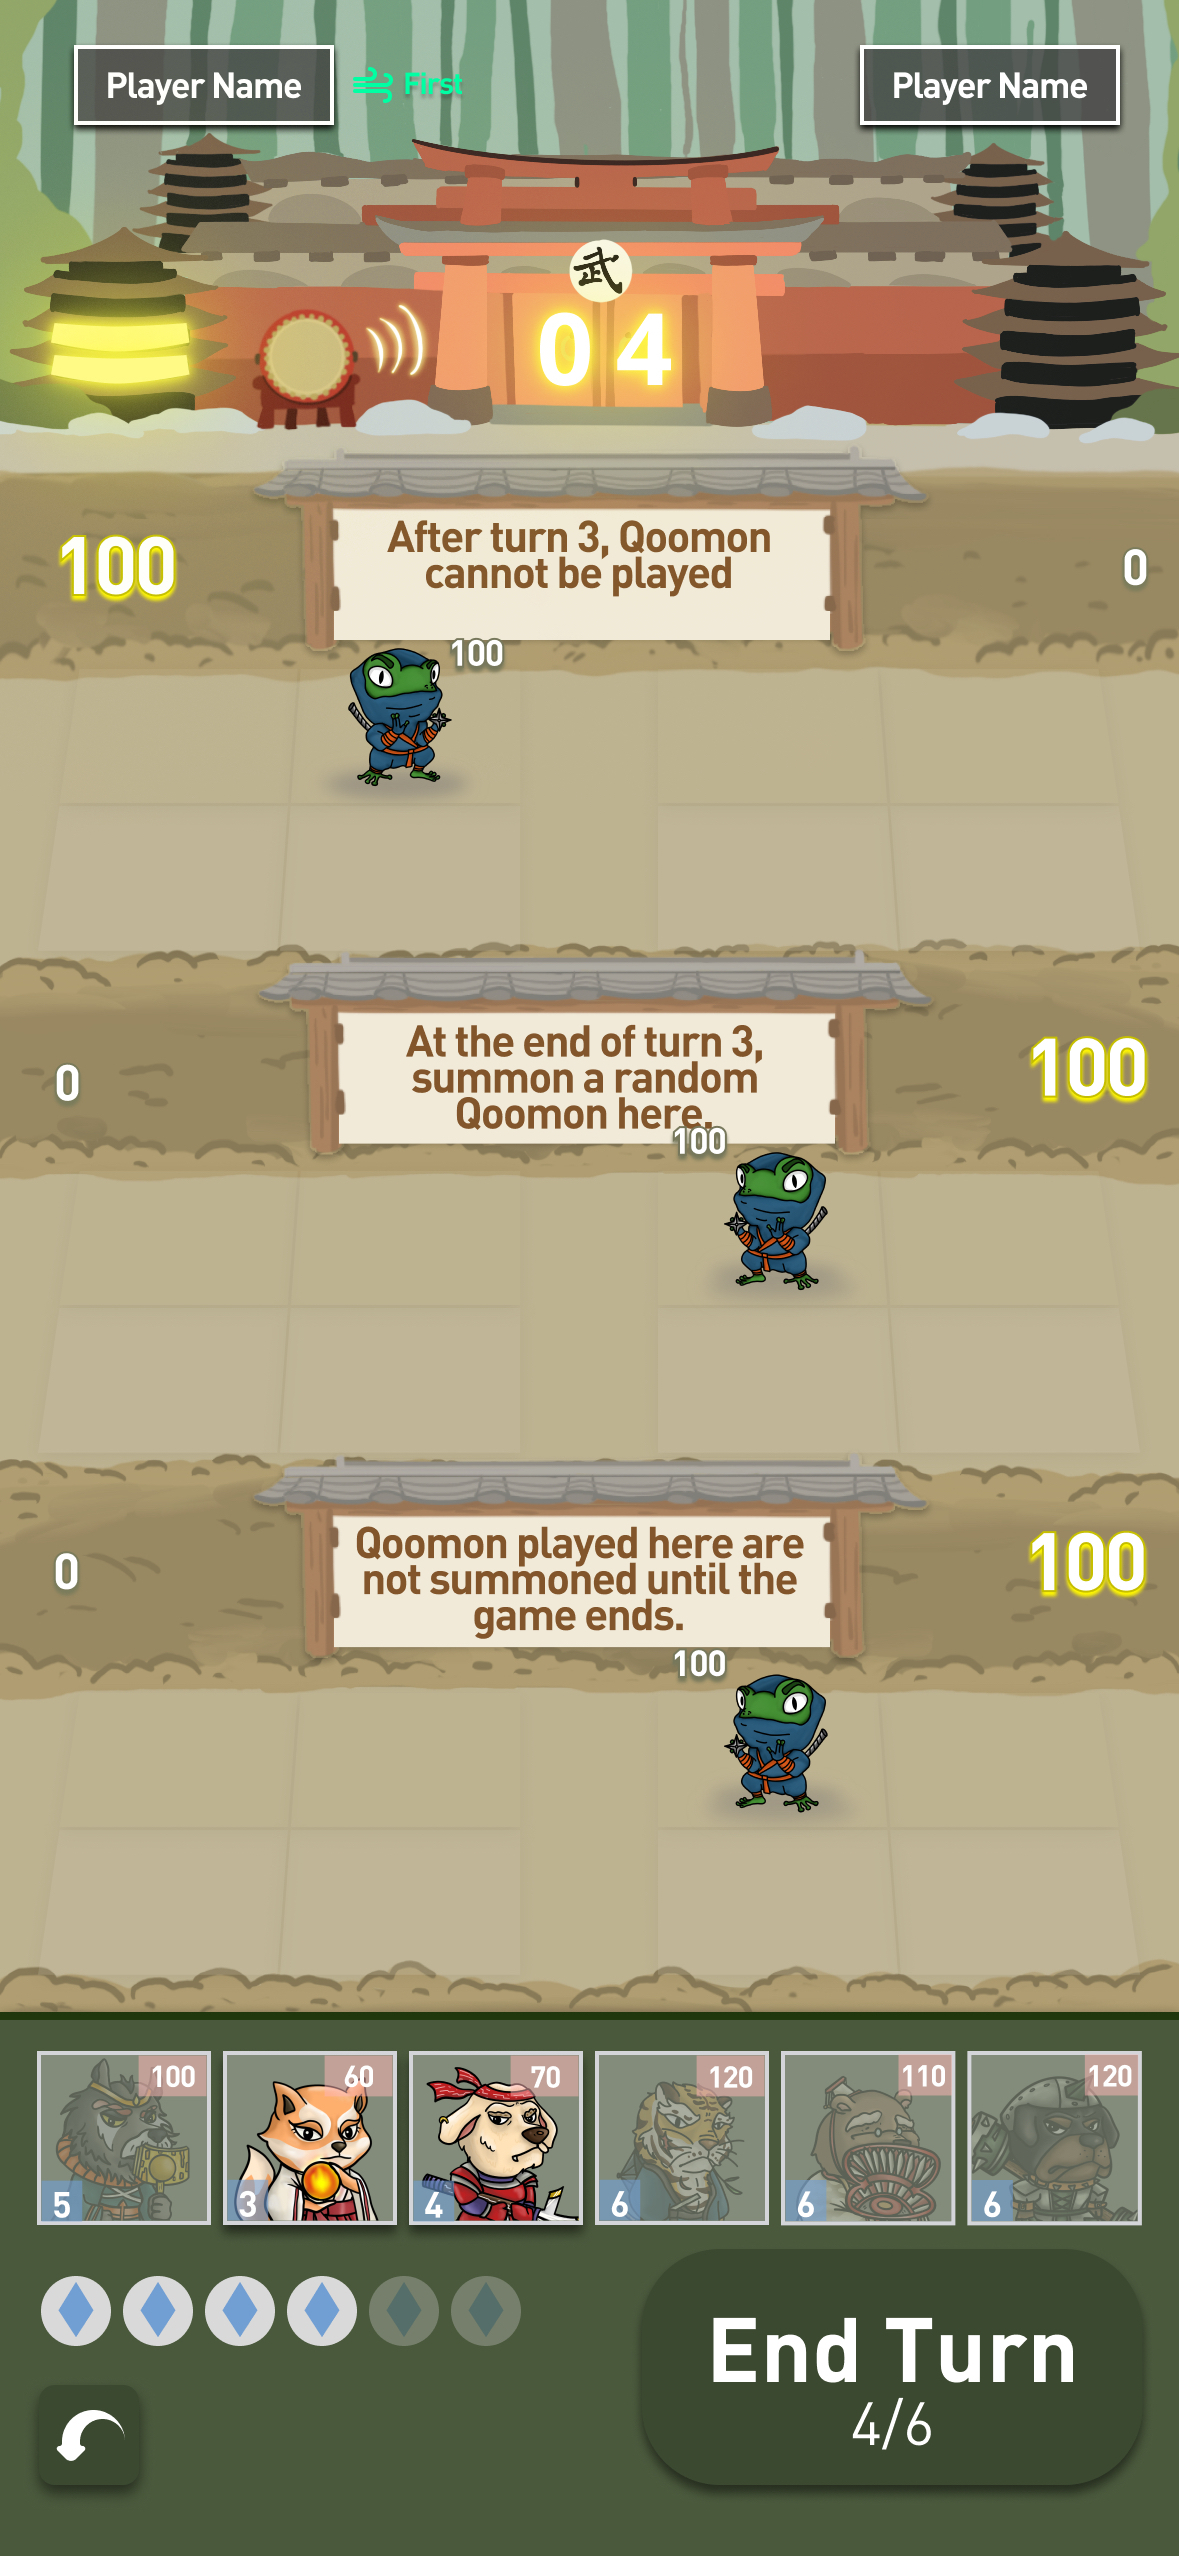 Player Name
First
Player Name
武
04
After turn 3, Qoomon
cannot be played
100
0
100
At the end of turn 3,
summon a random
Qoomon here.
0
100
100
Qoomon played here are
not summoned until the
game ends.
0
100
100
100
60
70
120
110
120
5
3
4
6
6
6
End Turn
4/6